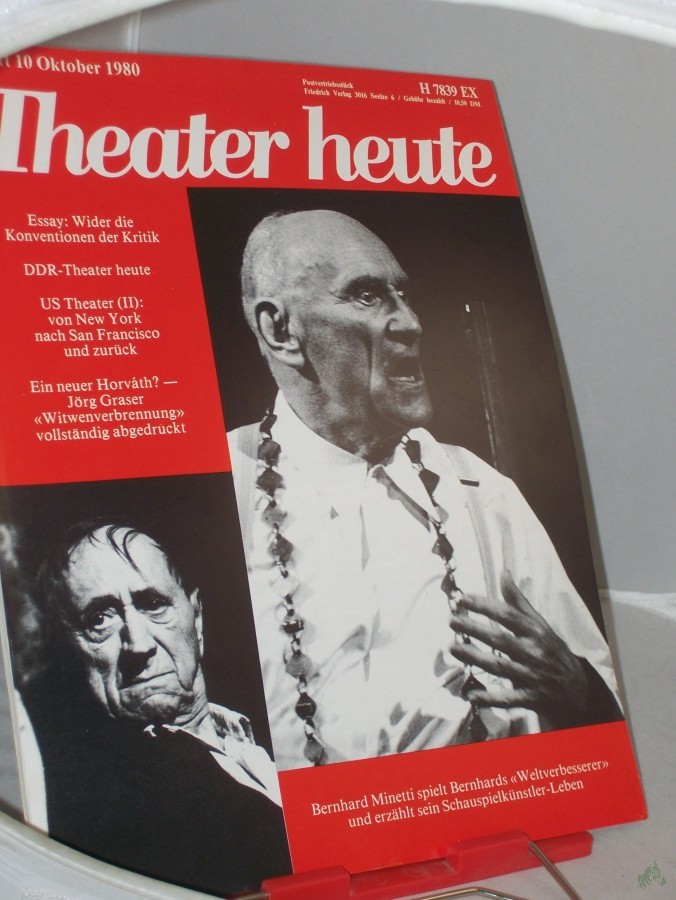 10 Oktober 1980
Postvertriebsstück
Friedrich Verlag 3016 Seelze 6 / Gebühr bezahlt / 10,50 DM
H 7839 EX
Theater heute
Essay: Wider die
Konventionen der Kritik
DDR-Theater heute
US Theater (II):
von New York
nach San Francisco
und zurück
Ein neuer Horváth? —
Jörg Graser
«Witwenverbrennung»
vollständig abgedruckt
Bernhard Minetti spielt Bernhards «Weltverbesserer»
und erzählt sein Schauspielkünstler-Leben